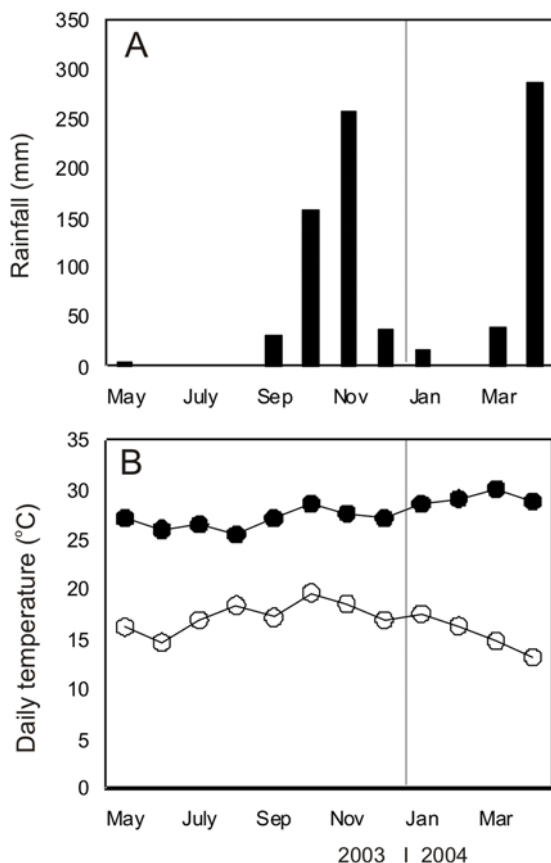 A
Rainfall (mm)
350
300
250
200
150
100
50
0
May July Sep Nov Jan Mar
B
Daily temperature (°C)
35
30
25
20
15
10
5
0
May July Sep Nov Jan Mar
2003 I 2004